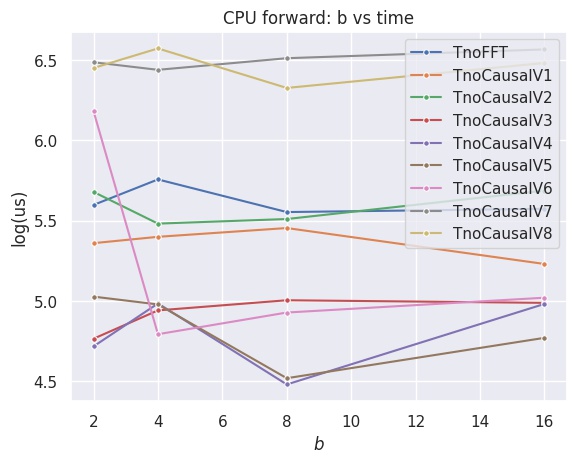 CPU forward: b vs time
log(us)
6.5
6.0
5.5
5.0
4.5
TnoFFT
TnoCausalV1
TnoCausalV2
TnoCausalV3
TnoCausalV4
TnoCausalV5
TnoCausalV6
TnoCausalV7
TnoCausalV8
2 4 6 8 10 12 14 16
b